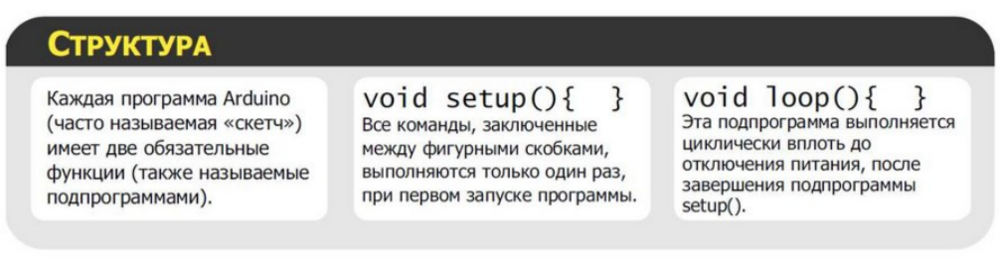 СТРУКТУРА
Каждая программа Arduino
(часто называемая «скетч»)
имеет две обязательные
функции (также называемые
подпрограммами).
void setup(){  }
Все команды, заключенные
между фигурными скобками,
выполняются только один раз,
при первом запуске программы.
void loop(){  }
Эта подпрограмма выполняется
циклически вплоть до
отключения питания, после
завершения подпрограммы
setup().